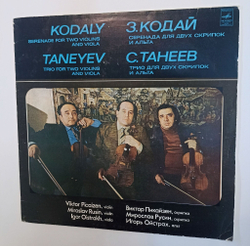 KODALY
SERENADE FOR TWO VIOLINS
AND VIOLA
TANEYEV
TRIO FOR TWO VIOLINS
AND VIOLA
З. КОДАЙ
СЕРЕНАДА ДЛЯ ДВУХ СКРИПОК
И АЛЬТА
С. ТАНЕЕВ
ТРИО ДЛЯ ДВУХ СКРИПОК
И АЛЬТА
Viktor Picaizen, violin
Miroslav Rusin, violin
Igor Oistrakh, viola
Виктор Пикайзен, скрипка
Мирослав Русин, скрипка
Игорь Ойстрах, альт